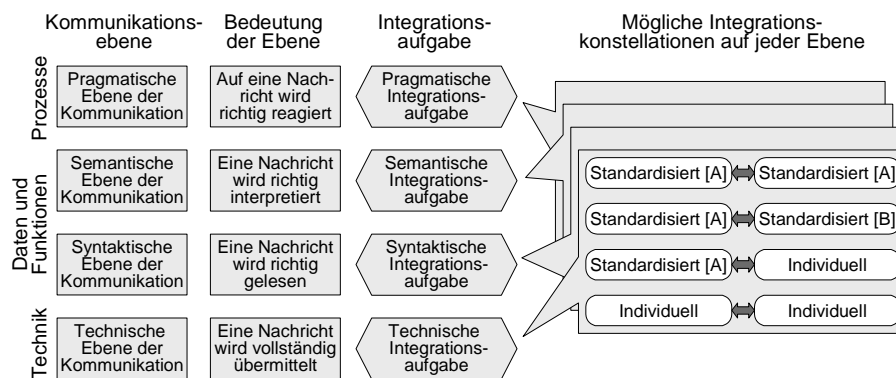 Kommunikations-
ebene
Bedeutung
der Ebene
Integrations-
aufgabe
Mögliche Integrations-
konstellationen auf jeder Ebene
Prozesse
Pragmatische
Ebene der
Kommunikation
Auf eine Nach-
richt wird
richtig reagiert
Pragmatische
Integrations-
aufgabe
Daten und
Funktionen
Semantische
Ebene der
Kommunikation
Eine Nachricht
wird richtig
interpretiert
Semantische
Integrations-
aufgabe
Syntaktische
Ebene der
Kommunikation
Eine Nachricht
wird richtig
gelesen
Syntaktische
Integrations-
aufgabe
Technik
Technische
Ebene der
Kommunikation
Eine Nachricht
wird vollständig
übermittelt
Technische
Integrations-
aufgabe
Standardisiert [A] Standardisiert [A]
Standardisiert [A] Standardisiert [B]
Standardisiert [A] Individuell
Individuell Individuell